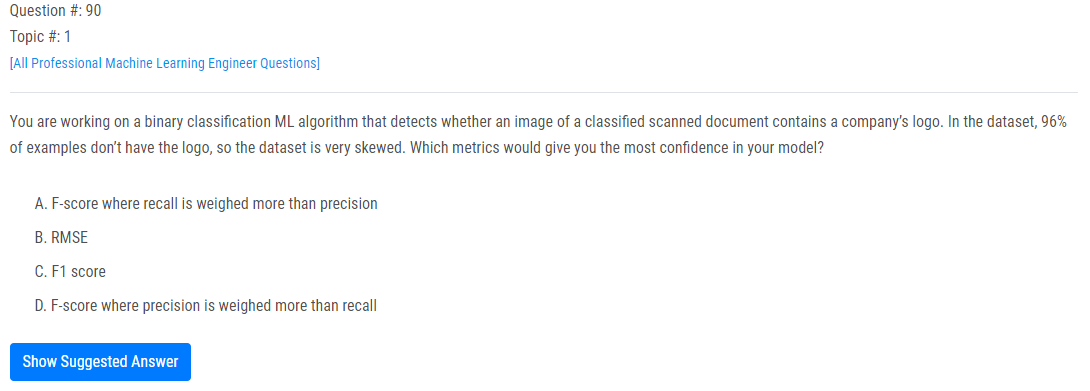 Question #: 90
Topic #: 1
[All Professional Machine Learning Engineer Questions]
You are working on a binary classification ML algorithm that detects whether an image of a classified scanned document contains a company’s logo. In the dataset, 96%
of examples don’t have the logo, so the dataset is very skewed. Which metrics would give you the most confidence in your model?
A. F-score where recall is weighed more than precision
B. RMSE
C. F1 score
D. F-score where precision is weighed more than recall
Show Suggested Answer